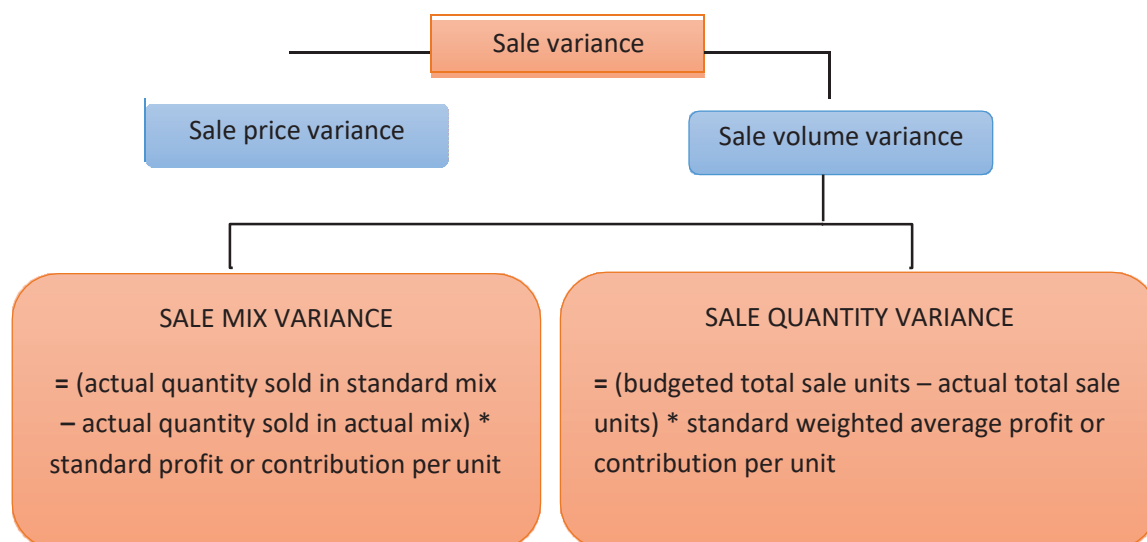 Sale variance
Sale price variance
Sale volume variance
SALE MIX VARIANCE
= (actual quantity sold in standard mix
– actual quantity sold in actual mix) *
standard profit or contribution per unit
SALE QUANTITY VARIANCE
= (budgeted total sale units – actual total sale
units) * standard weighted average profit or
contribution per unit